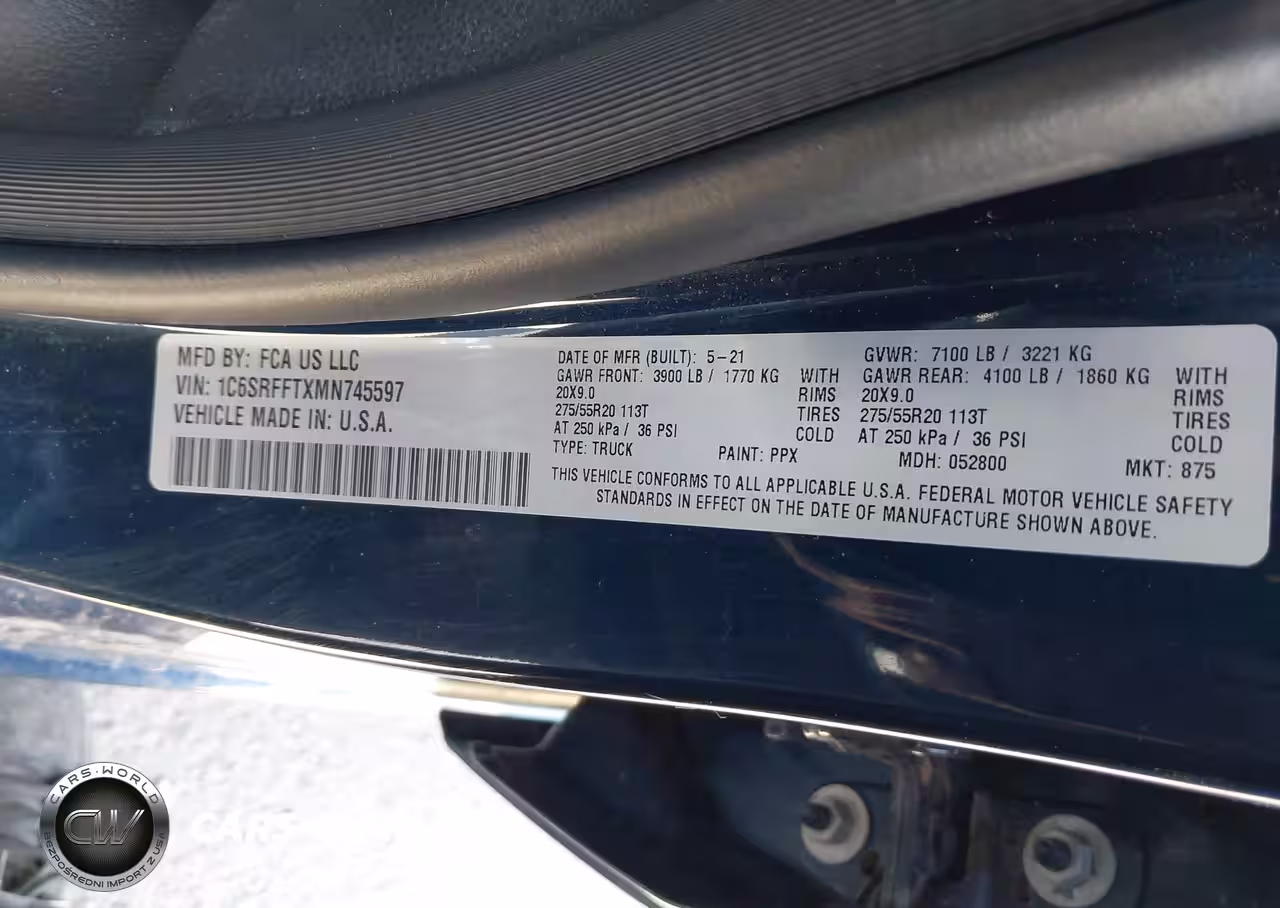 MFD BY: FCA US LLC
VIN: 1C6SRFFTXMN745597
VEHICLE MADE IN: U.S.A.
DATE OF MFR (BUILT): 5-21
GVWR: 7100 LB / 3221 KG
GAWR FRONT: 3900 LB / 1770 KG WITH
20X9.0 RIMS
275/55R20 113T TIRES
AT 250 kPa / 36 PSI COLD
GAWR REAR: 4100 LB / 1860 KG WITH
20X9.0 RIMS
275/55R20 113T TIRES
AT 250 kPa / 36 PSI COLD
TYPE: TRUCK PAINT: PPX MDH: 052800 MKT: 875
THIS VEHICLE CONFORMS TO ALL APPLICABLE U.S.A. FEDERAL MOTOR VEHICLE SAFETY
STANDARDS IN EFFECT ON THE DATE OF MANUFACTURE SHOWN ABOVE.
CARS·WORLD
CW
BEZPOŚREDNI IMPORT Z USA
CARS